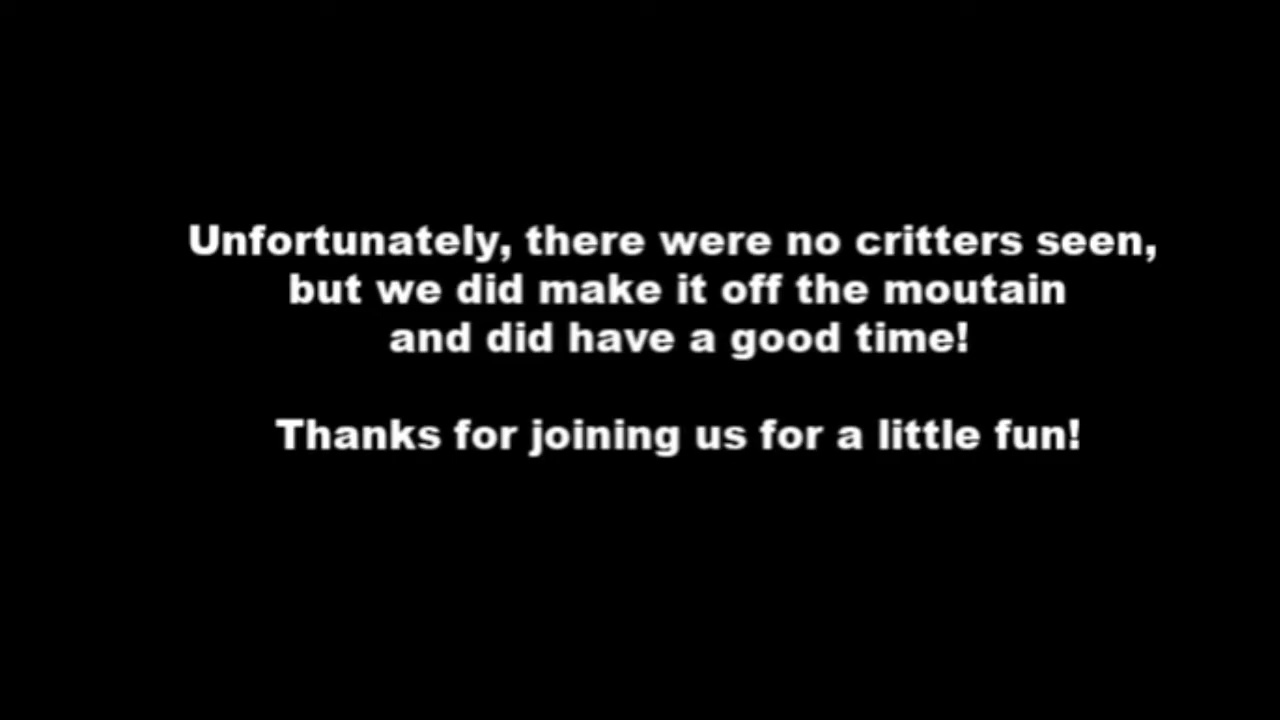 Unfortunately, there were no critters seen,
but we did make it off the moutain
and did have a good time!
Thanks for joining us for a little fun!